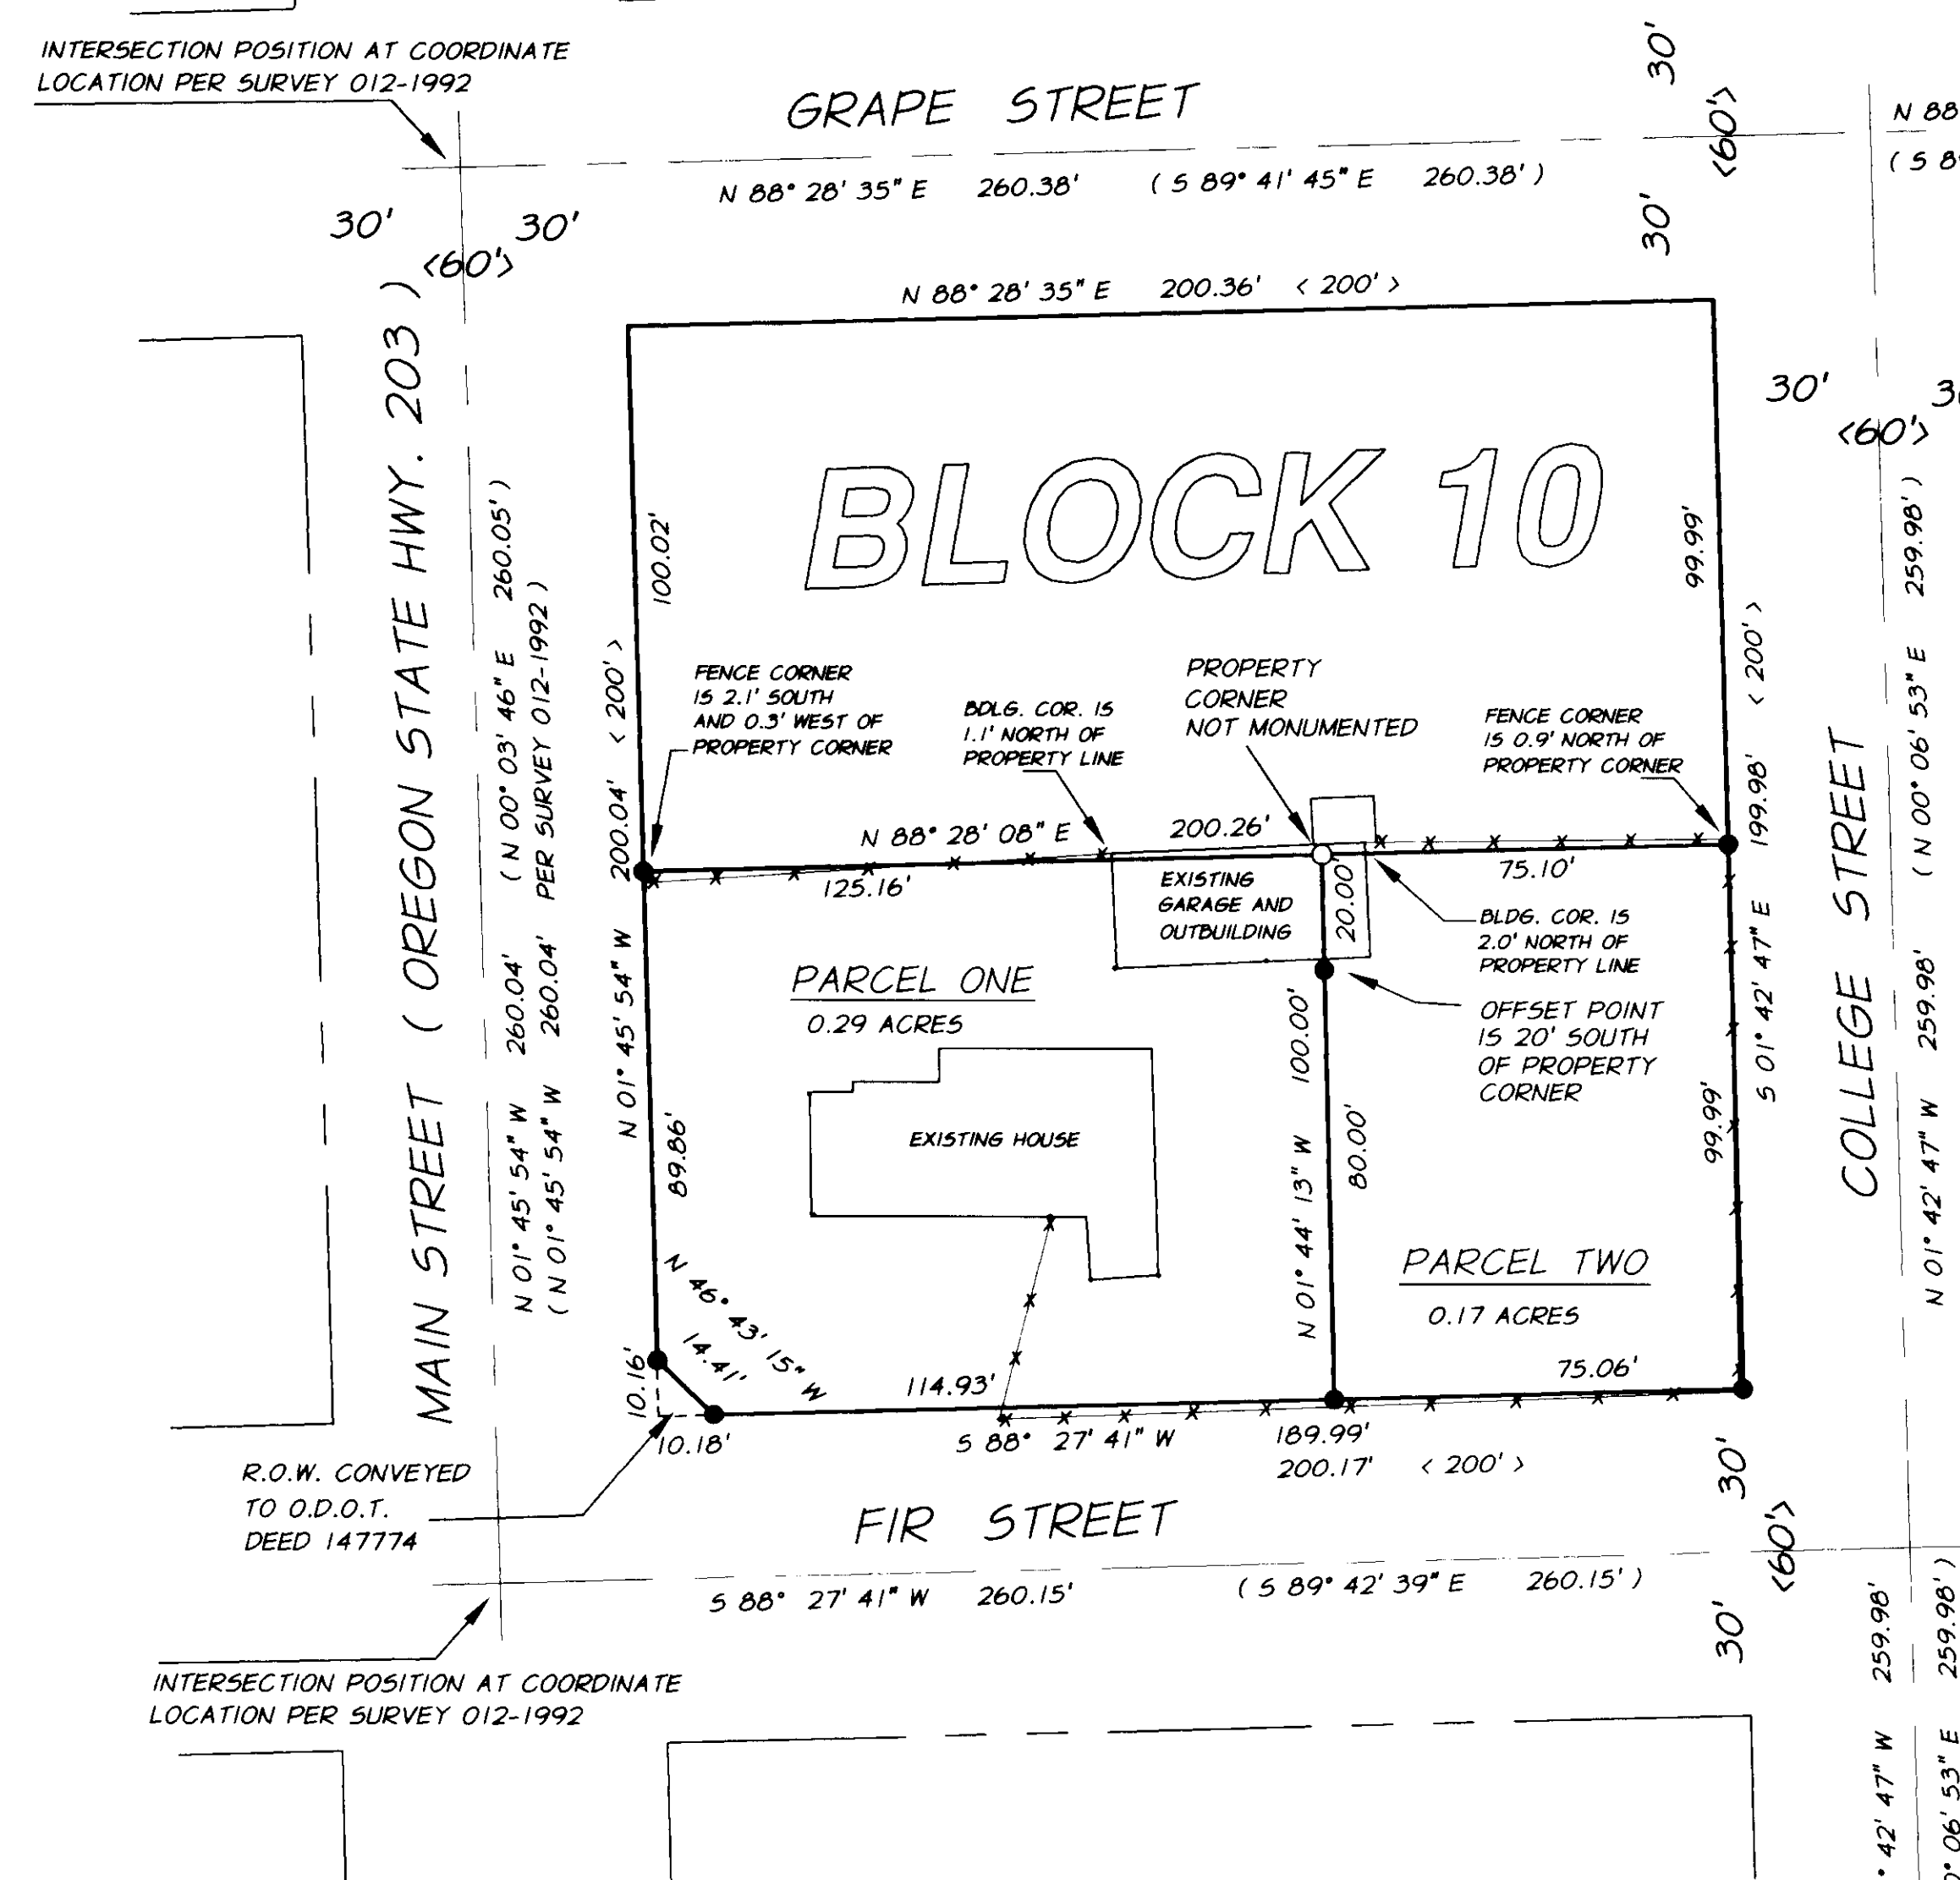 INTERSECTION POSITION AT COORDINATE
LOCATION PER SURVEY 012-1992
GRAPE STREET
N 88° 28' 35" E 260.38' ( S 89° 41' 45" E 260.38' )
30'
30'
<60'>
30'
30'
<60'>
N 88
( S 8
N 88° 28' 35" E 200.36' < 200' >
MAIN STREET ( OREGON STATE HWY. 203 )
N 01° 45' 54" W 260.04' ( N 00° 03' 46" E 260.05' )
( N 01° 45' 54" W 260.04' PER SURVEY 012-1992 )
BLOCK 10
100.02'
99.99'
30'
<60'>
N 01° 45' 54" W 200.04' < 200' >
S 01° 42' 47" E 199.98' < 200' >
COLLEGE STREET
N 01° 42' 47" W 259.98' ( N 00° 06' 53" E 259.98' )
FENCE CORNER
IS 2.1' SOUTH
AND 0.3' WEST OF
PROPERTY CORNER
BDLG. COR. IS
1.1' NORTH OF
PROPERTY LINE
PROPERTY
CORNER
NOT MONUMENTED
FENCE CORNER
IS 0.9' NORTH OF
PROPERTY CORNER
N 88° 28' 08" E 200.26'
125.16'
75.10'
EXISTING
GARAGE AND
OUTBUILDING
20.00'
BLDG. COR. IS
2.0' NORTH OF
PROPERTY LINE
OFFSET POINT
IS 20' SOUTH
OF PROPERTY
CORNER
PARCEL ONE
0.29 ACRES
EXISTING HOUSE
89.86'
N 01° 44' 13" W 100.00'
80.00'
99.99'
PARCEL TWO
0.17 ACRES
N 46° 43' 15" W
14.41'
10.16'
10.18'
114.93'
75.06'
S 88° 27' 41" W 189.99'
200.17' < 200' >
R.O.W. CONVEYED
TO O.D.O.T.
DEED 147774
FIR STREET
S 88° 27' 41" W 260.15' ( S 89° 42' 39" E 260.15' )
30'
<60'>
30'
INTERSECTION POSITION AT COORDINATE
LOCATION PER SURVEY 012-1992
° 42' 47" W 259.98'
° 06' 53" E 259.98' )